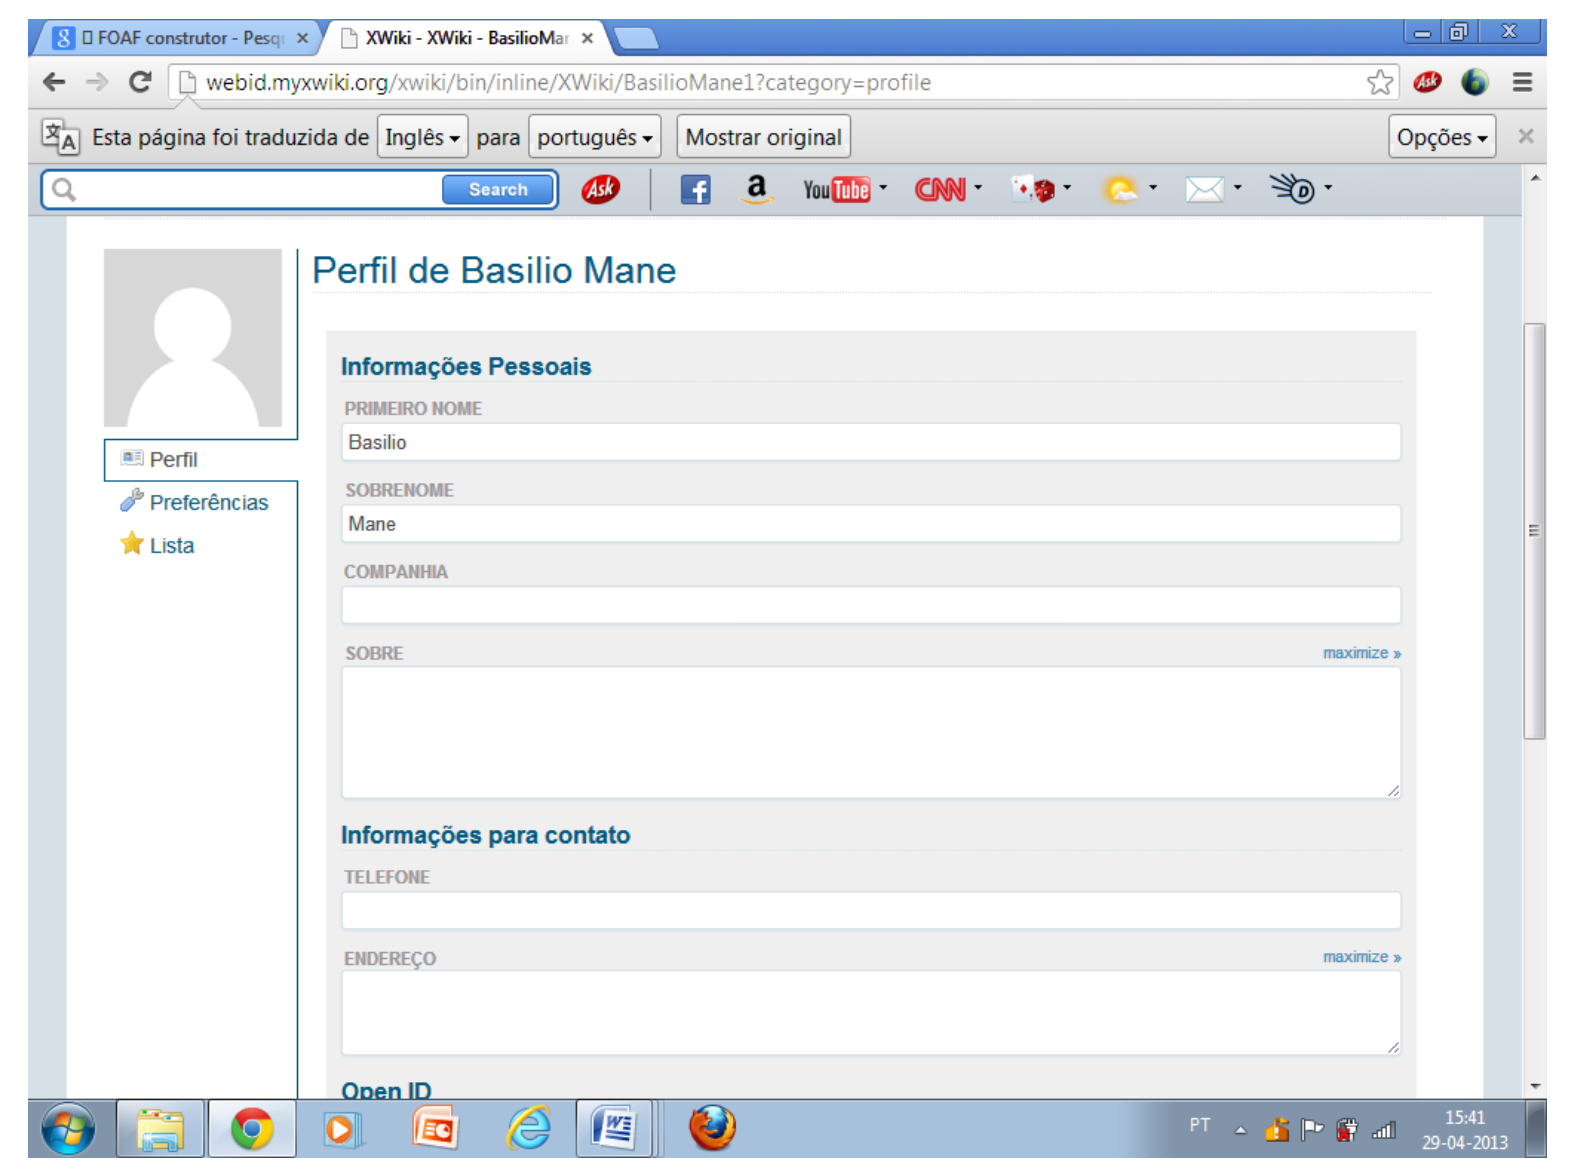 FOAF construtor - Pesqu
XWiki - XWiki - BasilioMar
webid.myxwiki.org/xwiki/bin/inline/XWiki/BasilioMane1?category=profile
Esta página foi traduzida de Inglês para português Mostrar original Opções
Search Ask a YouTube CNN D
Perfil de Basilio Mane
Informações Pessoais
PRIMEIRO NOME
Basilio
Perfil
SOBRENOME
Preferências
Mane
Lista
COMPANHIA
SOBRE maximize »
Informações para contato
TELEFONE
ENDEREÇO maximize »
Open ID
PT 15:41
29-04-2013